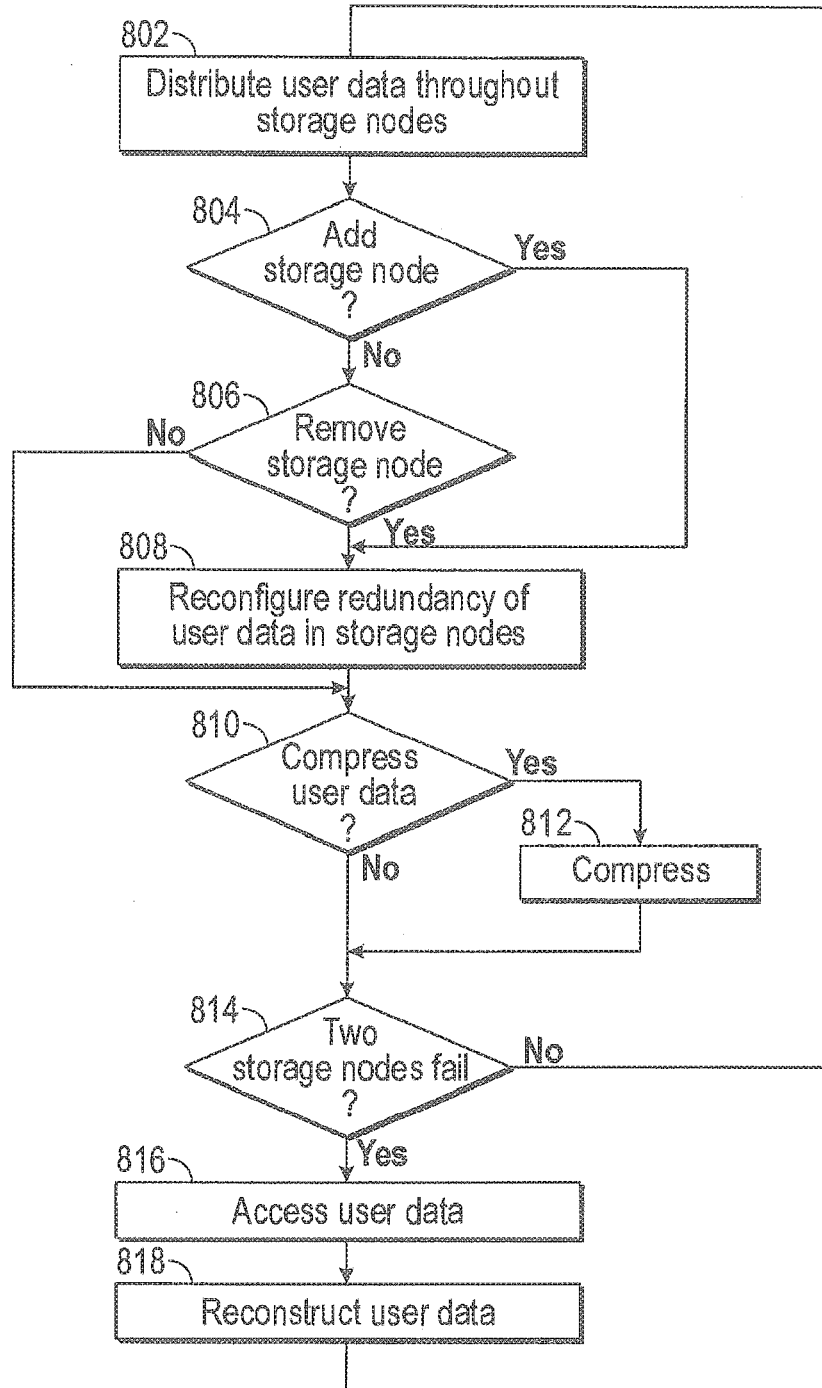 802
Distribute user data throughout
storage nodes
804
Add
storage node
?
Yes
No
806
Remove
storage node
?
No
Yes
808
Reconfigure redundancy of
user data in storage nodes
810
Compress
user data
?
Yes
812
Compress
No
814
Two
storage nodes fail
?
No
Yes
816
Access user data
818
Reconstruct user data